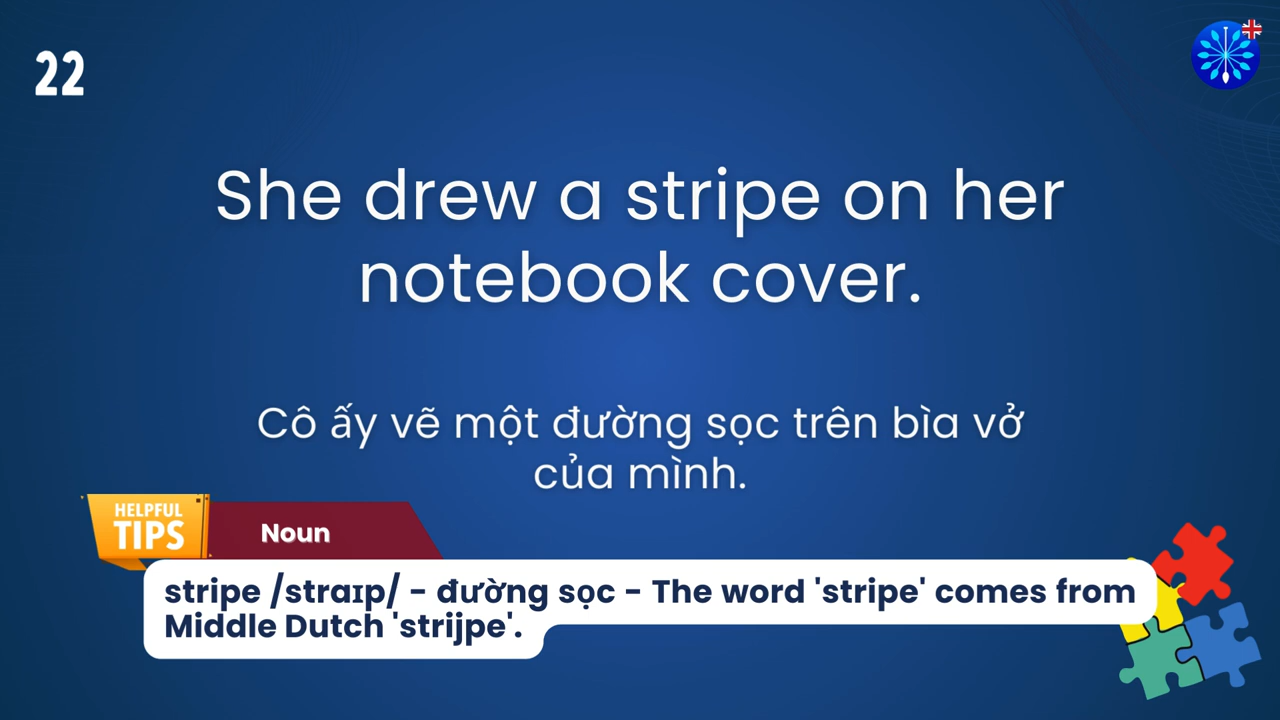 22
She drew a stripe on her
notebook cover.
Cô ấy vẽ một đường sọc trên bìa vở
của mình.
HELPFUL
TIPS
Noun
stripe /straɪp/ - đường sọc - The word 'stripe' comes from
Middle Dutch 'strijpe'.